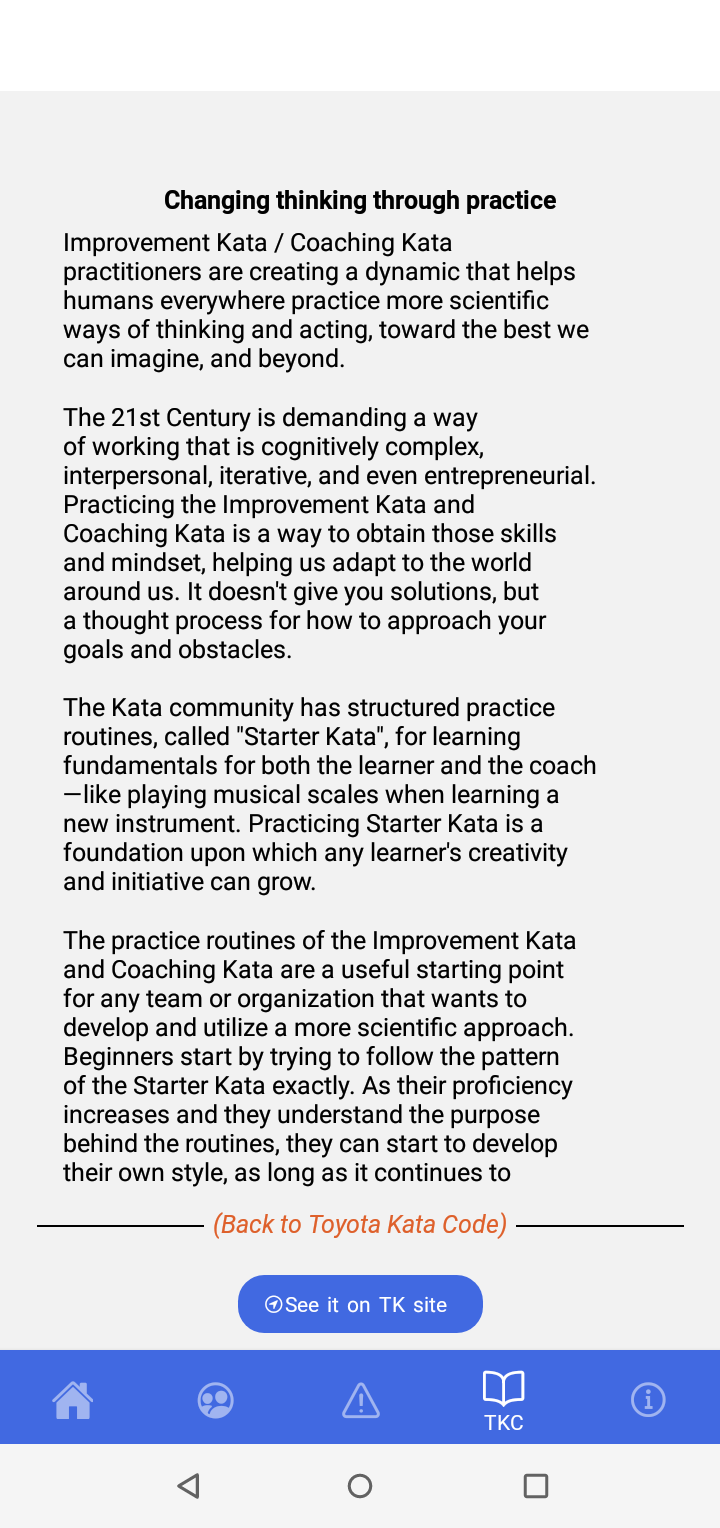 Changing thinking through practice
Improvement Kata / Coaching Kata
practitioners are creating a dynamic that helps
humans everywhere practice more scientific
ways of thinking and acting, toward the best we
can imagine, and beyond.
The 21st Century is demanding a way
of working that is cognitively complex,
interpersonal, iterative, and even entrepreneurial.
Practicing the Improvement Kata and
Coaching Kata is a way to obtain those skills
and mindset, helping us adapt to the world
around us. It doesn't give you solutions, but
a thought process for how to approach your
goals and obstacles.
The Kata community has structured practice
routines, called "Starter Kata", for learning
fundamentals for both the learner and the coach
—like playing musical scales when learning a
new instrument. Practicing Starter Kata is a
foundation upon which any learner's creativity
and initiative can grow.
The practice routines of the Improvement Kata
and Coaching Kata are a useful starting point
for any team or organization that wants to
develop and utilize a more scientific approach.
Beginners start by trying to follow the pattern
of the Starter Kata exactly. As their proficiency
increases and they understand the purpose
behind the routines, they can start to develop
their own style, as long as it continues to
(Back to Toyota Kata Code)
See it on TK site
TKC